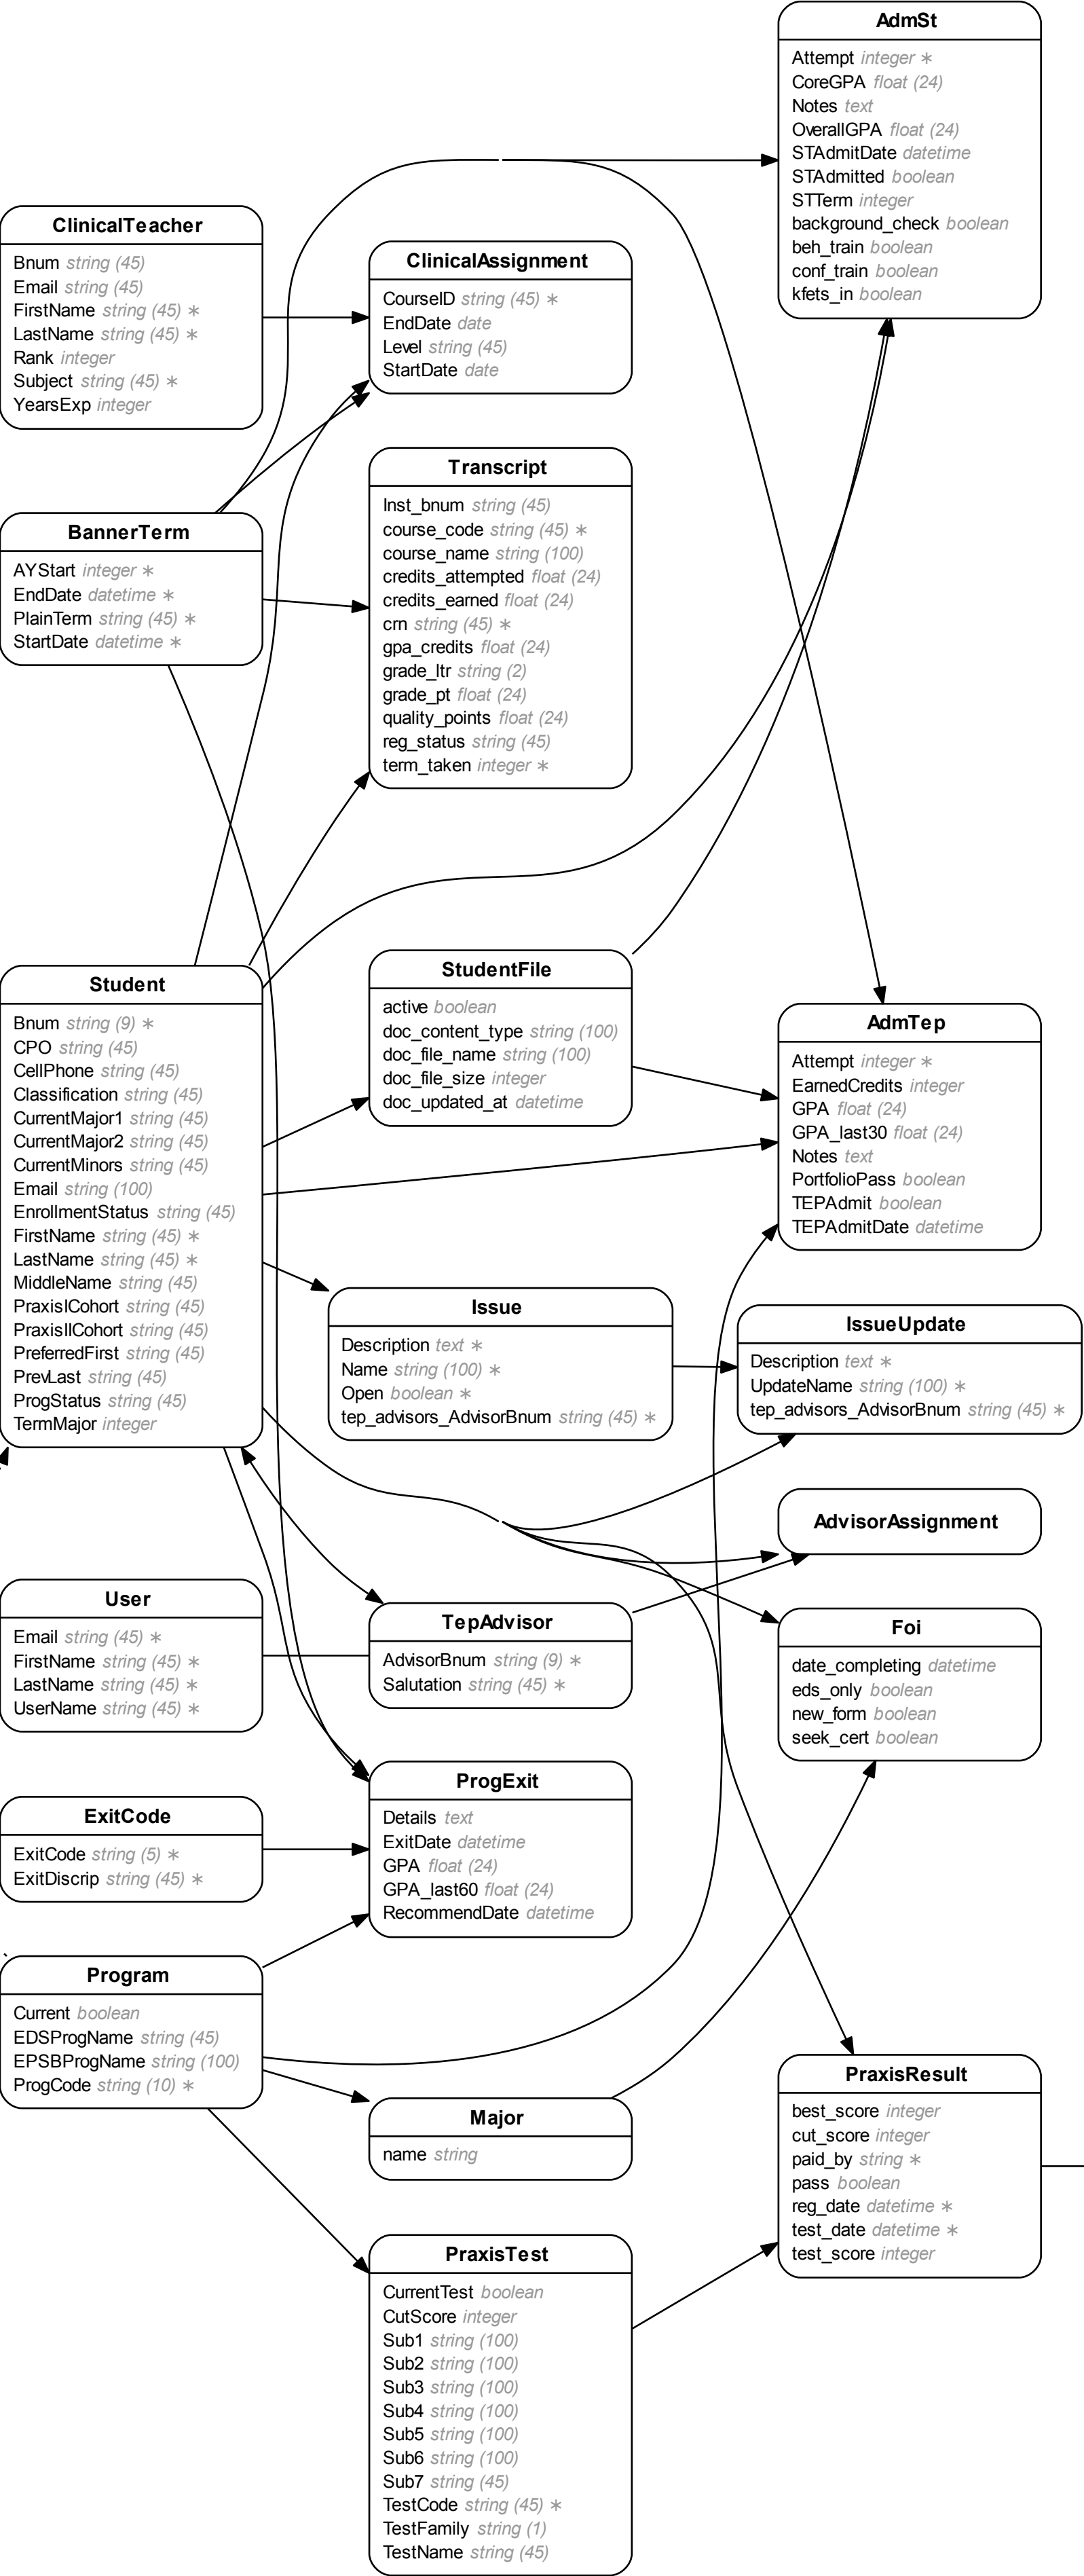 AdmSt
Attempt integer ∗
CoreGPA float (24)
Notes text
OverallGPA float (24)
STAdmitDate datetime
STAdmitted boolean
STTerm integer
background_check boolean
beh_train boolean
conf_train boolean
kfets_in boolean
ClinicalTeacher
Bnum string (45)
Email string (45)
FirstName string (45) ∗
LastName string (45) ∗
Rank integer
Subject string (45) ∗
YearsExp integer
ClinicalAssignment
CourseID string (45) ∗
EndDate date
Level string (45)
StartDate date
Transcript
Inst_bnum string (45)
course_code string (45) ∗
course_name string (100)
credits_attempted float (24)
credits_earned float (24)
crn string (45) ∗
gpa_credits float (24)
grade_ltr string (2)
grade_pt float (24)
quality_points float (24)
reg_status string (45)
term_taken integer ∗
BannerTerm
AYStart integer ∗
EndDate datetime ∗
PlainTerm string (45) ∗
StartDate datetime ∗
Student
Bnum string (9) ∗
CPO string (45)
CellPhone string (45)
Classification string (45)
CurrentMajor1 string (45)
CurrentMajor2 string (45)
CurrentMinors string (45)
Email string (100)
EnrollmentStatus string (45)
FirstName string (45) ∗
LastName string (45) ∗
MiddleName string (45)
PraxisICohort string (45)
PraxisIICohort string (45)
PreferredFirst string (45)
PrevLast string (45)
ProgStatus string (45)
TermMajor integer
StudentFile
active boolean
doc_content_type string (100)
doc_file_name string (100)
doc_file_size integer
doc_updated_at datetime
AdmTep
Attempt integer ∗
EarnedCredits integer
GPA float (24)
GPA_last30 float (24)
Notes text
PortfolioPass boolean
TEPAdmit boolean
TEPAdmitDate datetime
Issue
Description text ∗
Name string (100) ∗
Open boolean ∗
tep_advisors_AdvisorBnum string (45) ∗
IssueUpdate
Description text ∗
UpdateName string (100) ∗
tep_advisors_AdvisorBnum string (45) ∗
AdvisorAssignment
User
Email string (45) ∗
FirstName string (45) ∗
LastName string (45) ∗
UserName string (45) ∗
TepAdvisor
AdvisorBnum string (9) ∗
Salutation string (45) ∗
Foi
date_completing datetime
eds_only boolean
new_form boolean
seek_cert boolean
ProgExit
Details text
ExitDate datetime
GPA float (24)
GPA_last60 float (24)
RecommendDate datetime
ExitCode
ExitCode string (5) ∗
ExitDiscrip string (45) ∗
Program
Current boolean
EDSProgName string (45)
EPSBProgName string (100)
ProgCode string (10) ∗
Major
name string
PraxisResult
best_score integer
cut_score integer
paid_by string ∗
pass boolean
reg_date datetime ∗
test_date datetime ∗
test_score integer
PraxisTest
CurrentTest boolean
CutScore integer
Sub1 string (100)
Sub2 string (100)
Sub3 string (100)
Sub4 string (100)
Sub5 string (100)
Sub6 string (100)
Sub7 string (45)
TestCode string (45) ∗
TestFamily string (1)
TestName string (45)